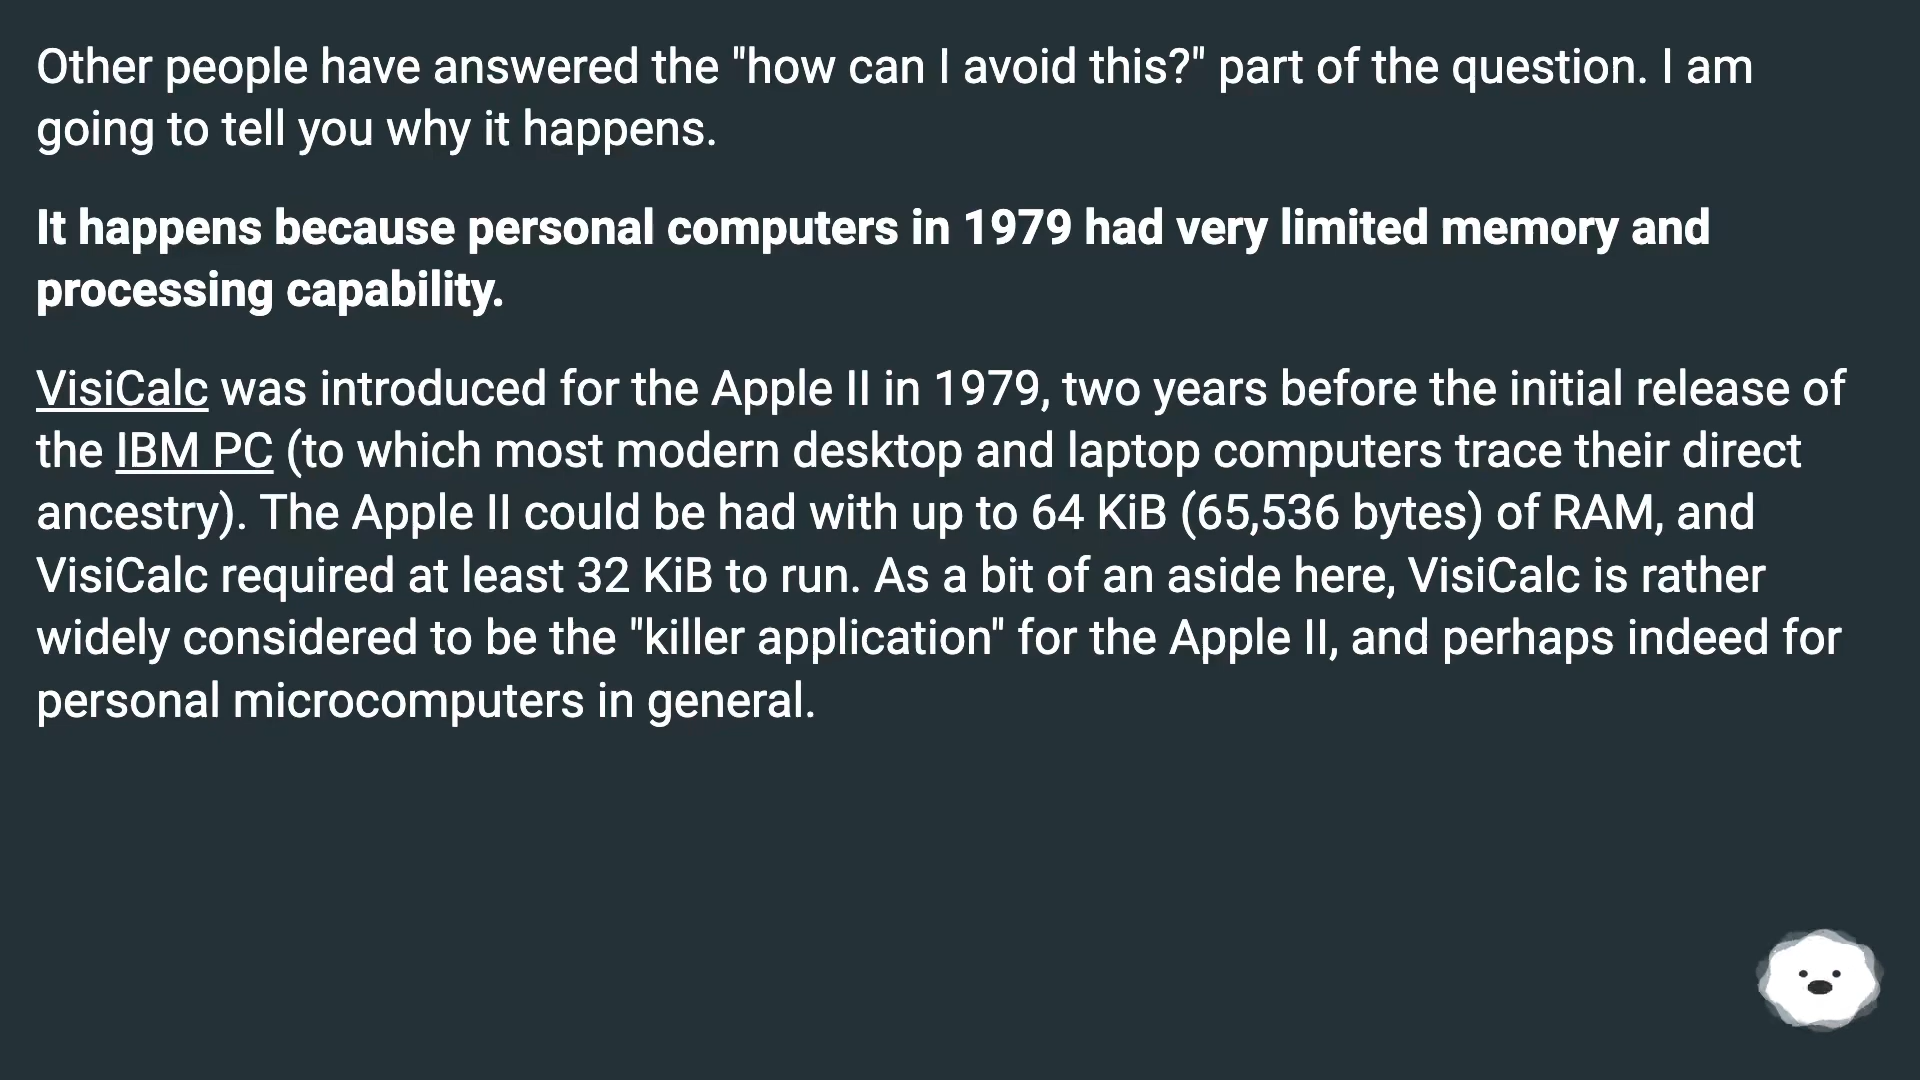 Other people have answered the "how can I avoid this?" part of the question. I am
going to tell you why it happens.
It happens because personal computers in 1979 had very limited memory and
processing capability.
VisiCalc was introduced for the Apple II in 1979, two years before the initial release of
the IBM PC (to which most modern desktop and laptop computers trace their direct
ancestry). The Apple II could be had with up to 64 KiB (65,536 bytes) of RAM, and
VisiCalc required at least 32 KiB to run. As a bit of an aside here, VisiCalc is rather
widely considered to be the "killer application" for the Apple II, and perhaps indeed for
personal microcomputers in general.